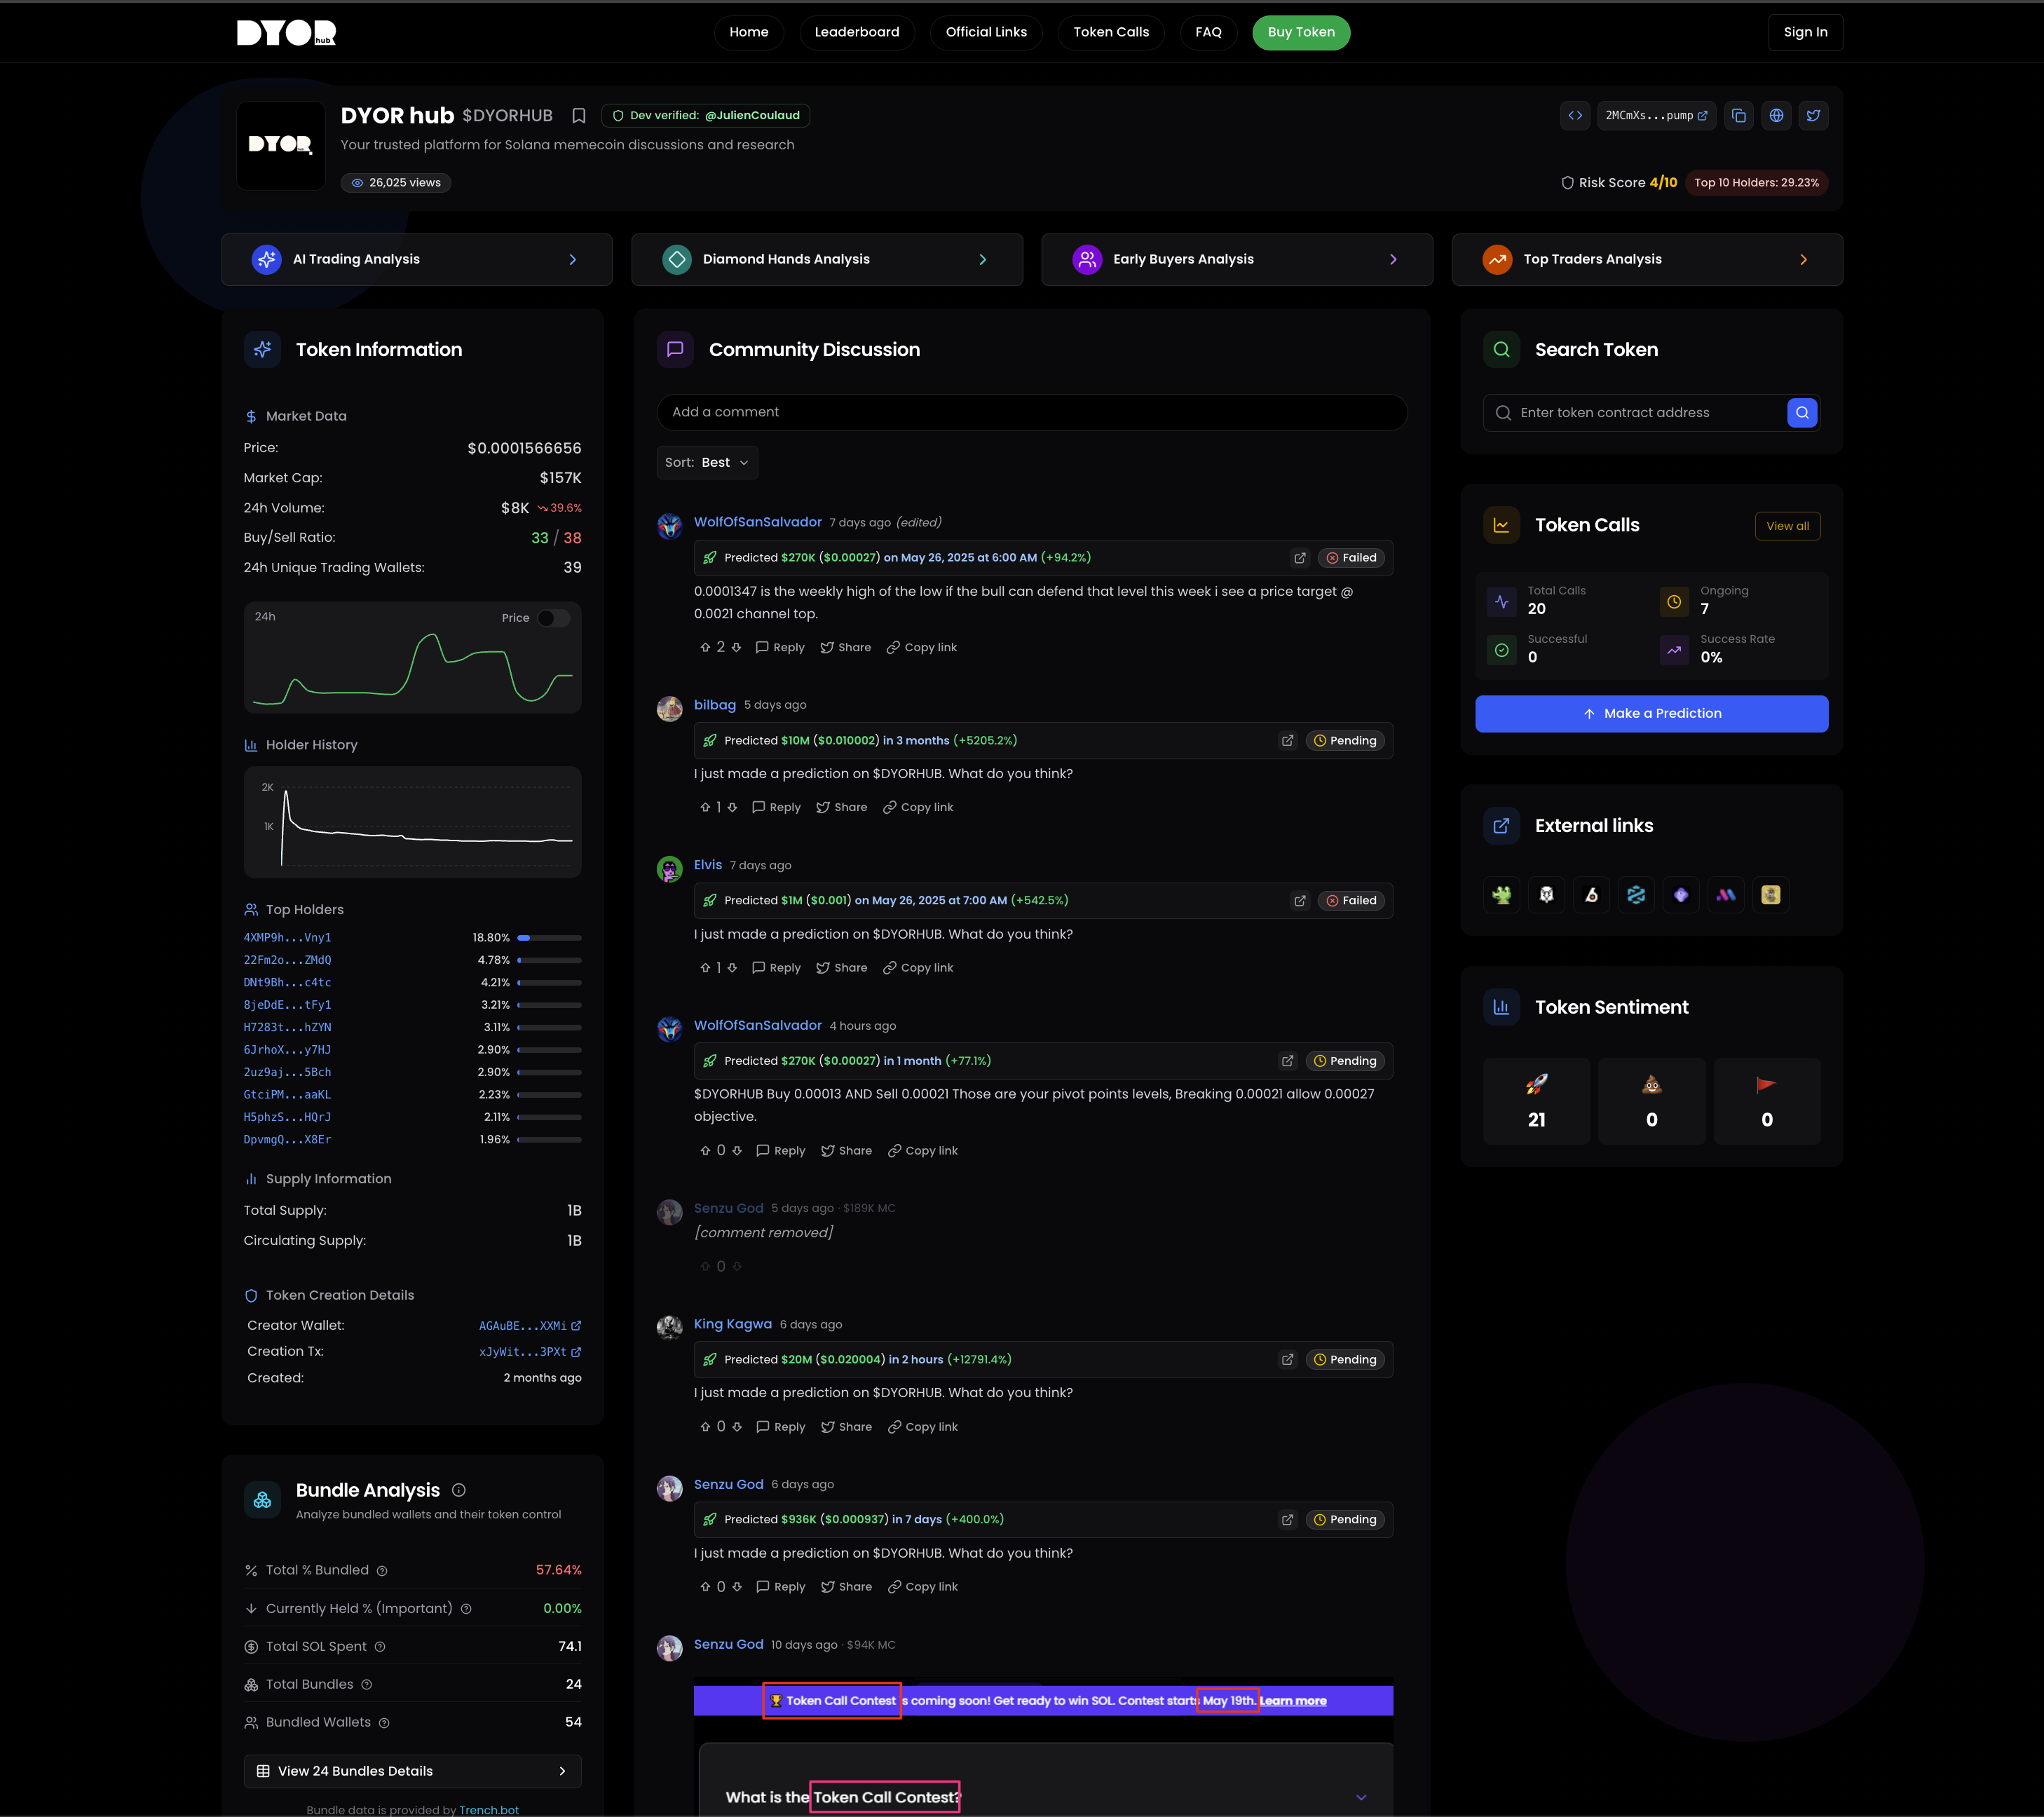 DYOR hub
Home
Leaderboard
Official Links
Token Calls
FAQ
Buy Token
Sign In
DYOR
DYOR hub $DYORHUB
Dev verified: @JulienCoulaud
2MCmXs...pump
Your trusted platform for Solana memecoin discussions and research
26,025 views
Risk Score 4/10
Top 10 Holders: 29.23%
AI Trading Analysis
Diamond Hands Analysis
Early Buyers Analysis
Top Traders Analysis
Token Information
Market Data
Price: $0.0001566656
Market Cap: $157K
24h Volume: $8K 39.6%
Buy/Sell Ratio: 33 / 38
24h Unique Trading Wallets: 39
24h Price
Holder History
2K
1K
Top Holders
4XMP9h...Vny1 18.80%
22Fm2o...ZMdQ 4.78%
DNt9Bh...c4tc 4.21%
8jeDdE...tFy1 3.21%
H7283t...hZYN 3.11%
6JrhoX...y7HJ 2.90%
2uz9aj...5Bch 2.90%
GtciPM...aaKL 2.23%
H5phzS...HQrJ 2.11%
DpvmgQ...X8Er 1.96%
Supply Information
Total Supply: 1B
Circulating Supply: 1B
Token Creation Details
Creator Wallet: AGAuBE...XXMi
Creation Tx: xJyWit...3PXt
Created: 2 months ago
Bundle Analysis
Analyze bundled wallets and their token control
Total % Bundled 57.64%
Currently Held % (Important) 0.00%
Total SOL Spent 74.1
Total Bundles 24
Bundled Wallets 54
View 24 Bundles Details
Bundle data is provided by Trench.bot
Community Discussion
Add a comment
Sort: Best
WolfOfSanSalvador 7 days ago (edited)
Predicted $270K ($0.00027) on May 26, 2025 at 6:00 AM (+94.2%) Failed
0.0001347 is the weekly high of the low if the bull can defend that level this week i see a price target @
0.0021 channel top.
2 Reply Share Copy link
bilbag 5 days ago
Predicted $10M ($0.010002) in 3 months (+5205.2%) Pending
I just made a prediction on $DYORHUB. What do you think?
1 Reply Share Copy link
Elvis 7 days ago
Predicted $1M ($0.001) on May 26, 2025 at 7:00 AM (+542.5%) Failed
I just made a prediction on $DYORHUB. What do you think?
1 Reply Share Copy link
WolfOfSanSalvador 4 hours ago
Predicted $270K ($0.00027) in 1 month (+77.1%) Pending
$DYORHUB Buy 0.00013 AND Sell 0.00021 Those are your pivot points levels, Breaking 0.00021 allow 0.00027
objective.
0 Reply Share Copy link
Senzu God 5 days ago · $189K MC
[comment removed]
0
King Kagwa 6 days ago
Predicted $20M ($0.020004) in 2 hours (+12791.4%) Pending
I just made a prediction on $DYORHUB. What do you think?
0 Reply Share Copy link
Senzu God 6 days ago
Predicted $936K ($0.000937) in 7 days (+400.0%) Pending
I just made a prediction on $DYORHUB. What do you think?
0 Reply Share Copy link
Senzu God 10 days ago · $94K MC
Token Call Contest is coming soon! Get ready to win SOL. Contest starts May 19th. Learn more
What is the Token Call Contest?
Search Token
Enter token contract address
Token Calls
View all
Total Calls
20
Ongoing
7
Successful
0
Success Rate
0%
Make a Prediction
External links
Token Sentiment
21
0
0